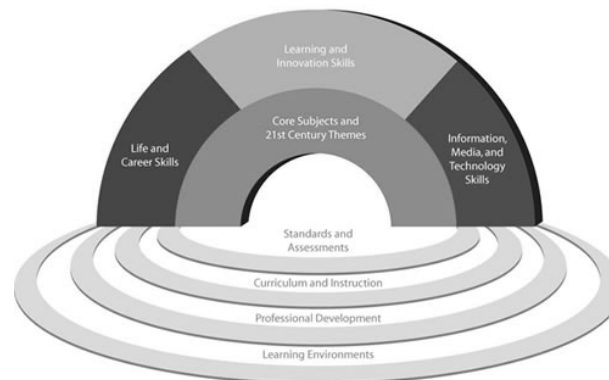 Learning and
Innovation Skills
Core Subjects and
21st Century Themes
Life and
Career Skills
Information,
Media, and
Technology
Skills
Standards and
Assessments
Curriculum and Instruction
Professional Development
Learning Environments